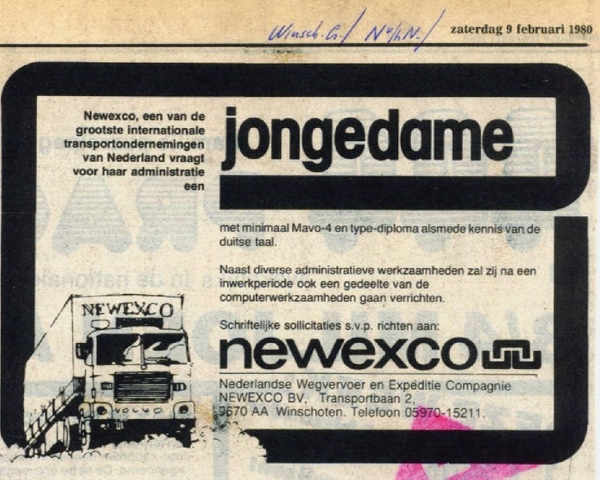 Winsch. Cr./ N.v/h N./
zaterdag 9 februari 1980
Newexco, een van de
grootste internationale
transportondernemingen
van Nederland vraagt
voor haar administratie
een
jongedame
met minimaal Mavo-4 en type-diploma alsmede kennis van de
duitse taal.
Naast diverse administratieve werkzaamheden zal zij na een
inwerkperiode ook een gedeelte van de
computerwerkzaamheden gaan verrichten.
Schriftelijke sollicitaties s.v.p. richten aan:
newexco
Nederlandse Wegvervoer en Expeditie Compagnie
NEWEXCO BV, Transportbaan 2,
9670 AA Winschoten. Telefoon 05970-15211.
NEWEXCO
VOLVO